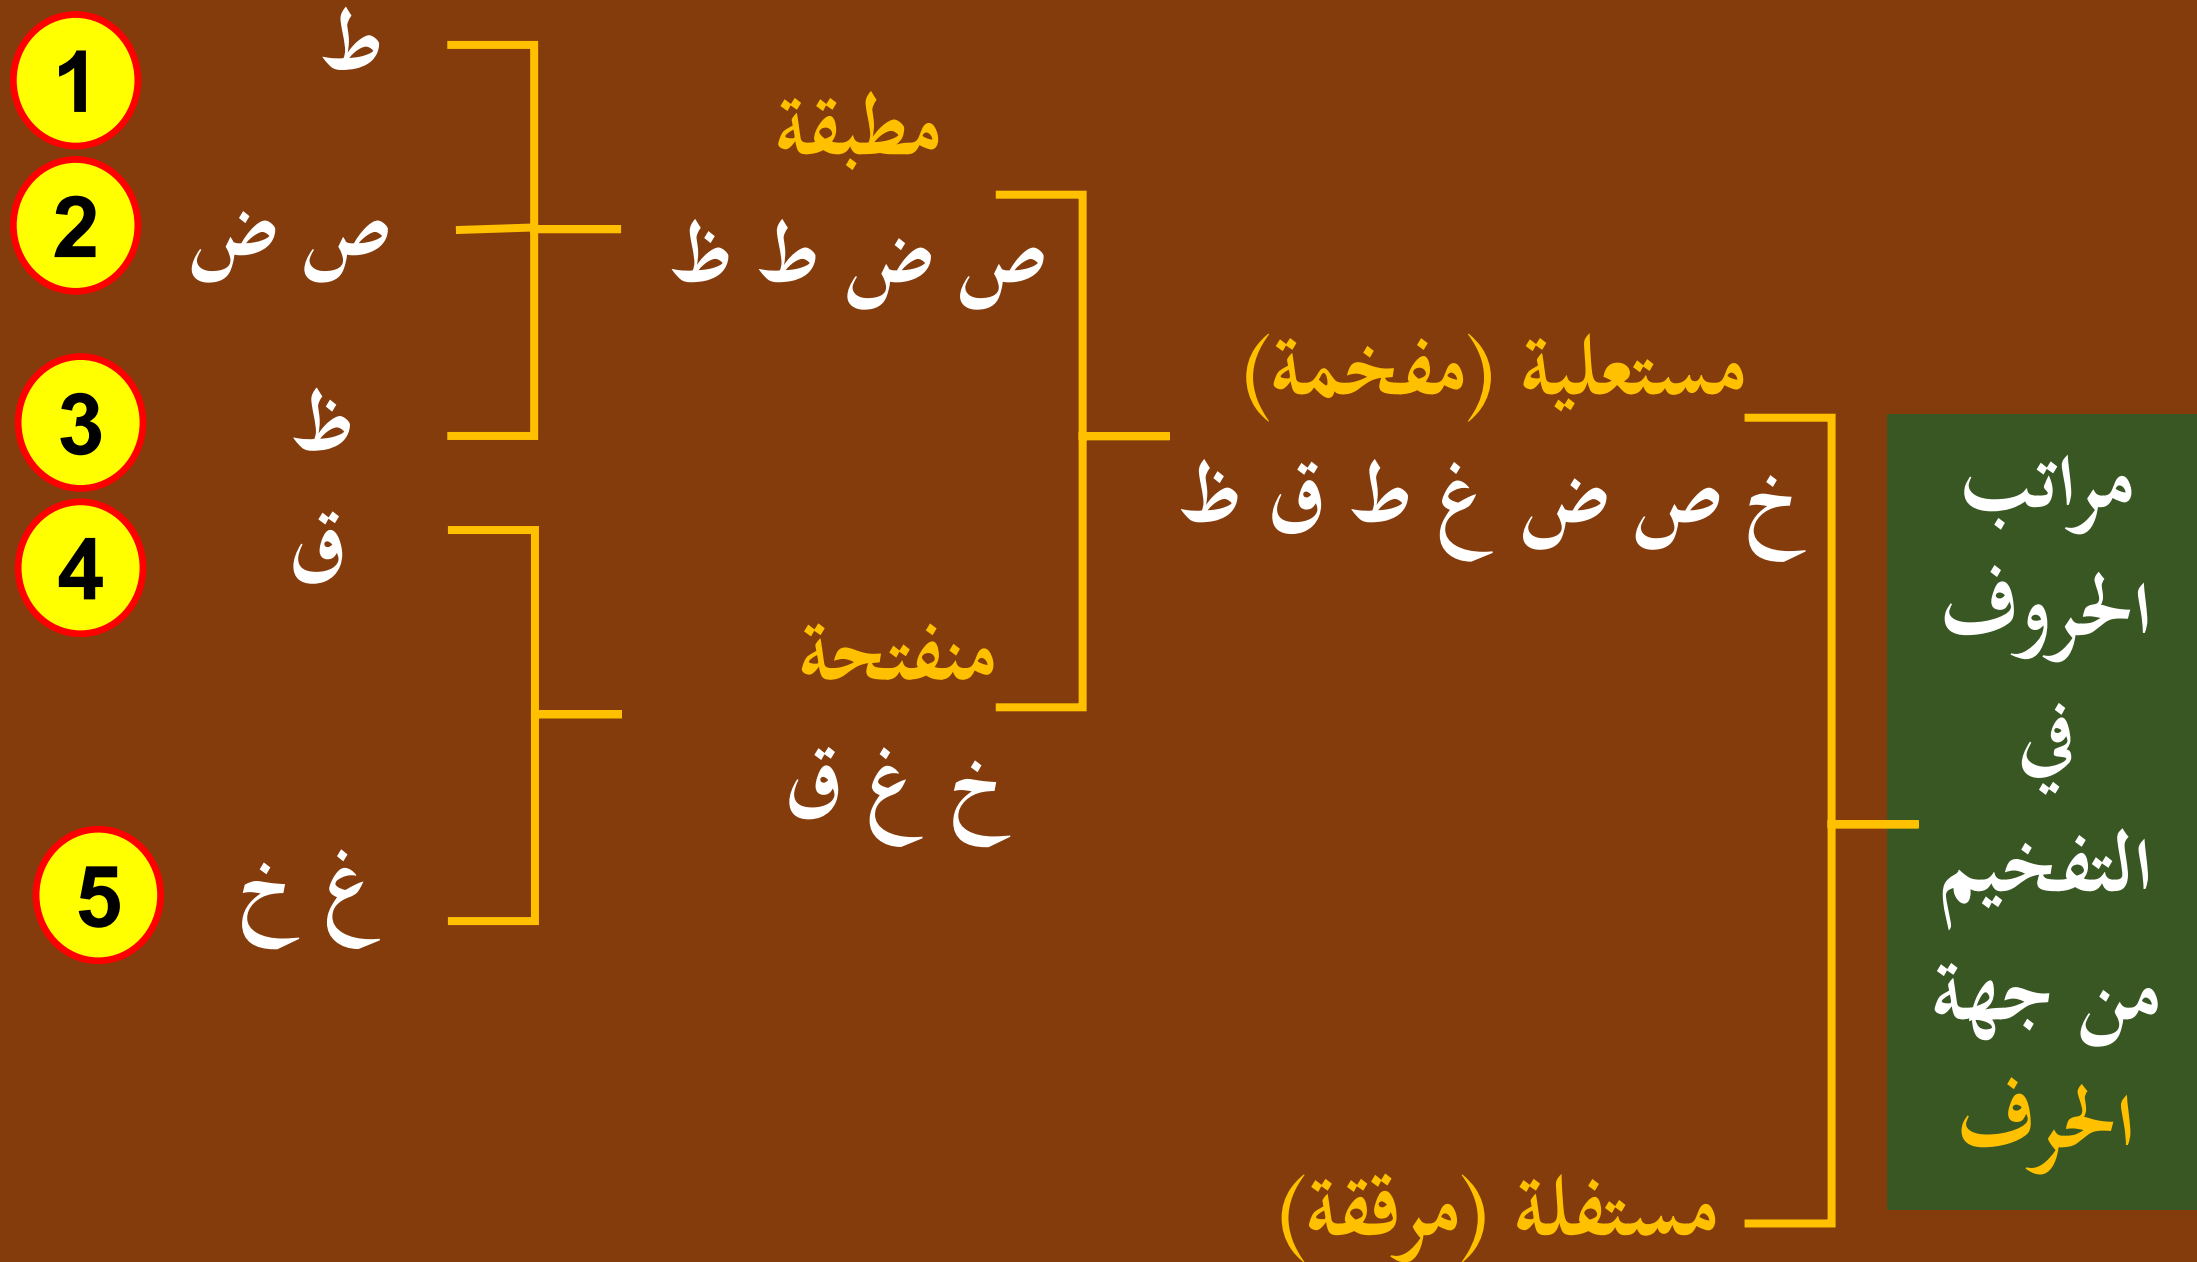 مراتب
الحروف
في
التفخيم
من جهة
الحرف
مستعلية (مفخمة)
خ ص ض غ ط ق ظ
مستفلة (مرققة)
مطبقة
ص ض ط ظ
منفتحة
خ غ ق
ط
1
ص ض
2
ظ
3
ق
4
غ خ
5